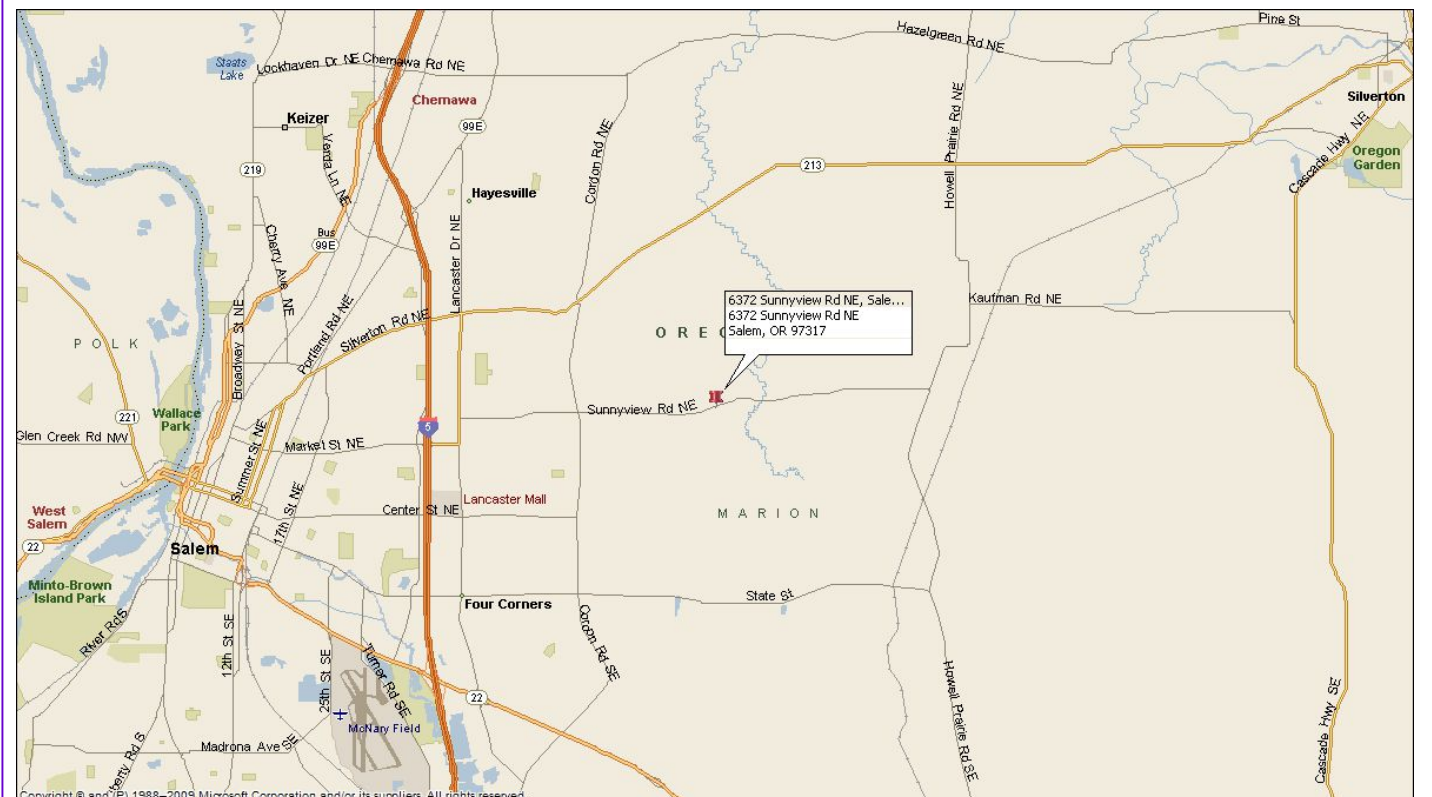 Pine St
Hazelgreen Rd NE
Staats
Lake
Lockhaven Dr NE
Chemawa Rd NE
Chemawa
Silverton
Keizer
99E
Cordon Rd NE
Howell Prairie Rd NE
Cascade Hwy NE
Oregon
Garden
Verda Ln NE
219
213
Hayesville
Lancaster Dr NE
Cherry Ave NE
Bus
99E
6372 Sunnyview Rd NE, Sale...
6372 Sunnyview Rd NE
Salem, OR 97317
Kaufman Rd NE
Broadway St NE
Portland Rd NE
Silverton Rd NE
OREG
POLK
221
Wallace
Park
Sunnyview Rd NE
5
Glen Creek Rd NW
Summer St NE
Market St NE
17th St NE
Lancaster Mall
Center St NE
MARION
West
Salem
22
Salem
Minto-Brown
Island Park
State St
Four Corners
River Rd S
12th St SE
25th St SE
Turner Rd SE
Cordon Rd SE
22
Howell Prairie Rd SE
Cascade Hwy SE
McNary Field
Madrona Ave SE
iberty Rd S
Copyright © and (P) 1988–2009 Microsoft Corporation and/or its suppliers. All rights reserved.